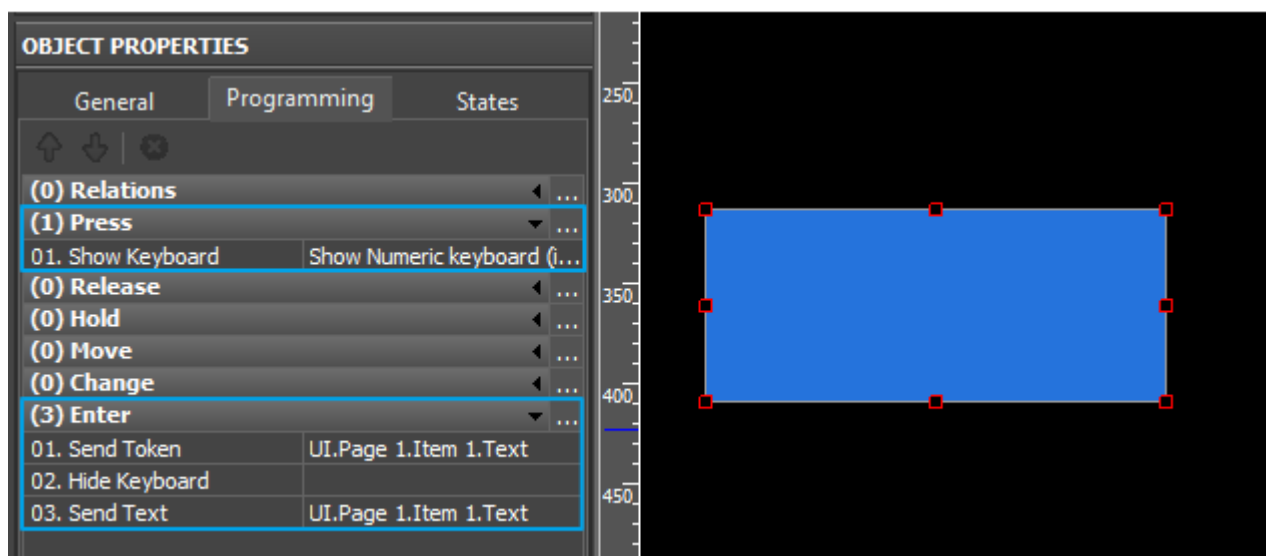 OBJECT PROPERTIES
General Programming States
(0) Relations ...
(1) Press ...
01. Show Keyboard Show Numeric keyboard (i...
(0) Release ...
(0) Hold ...
(0) Move ...
(0) Change ...
(3) Enter ...
01. Send Token UI.Page 1.Item 1.Text
02. Hide Keyboard
03. Send Text UI.Page 1.Item 1.Text
250
300
350
400
450